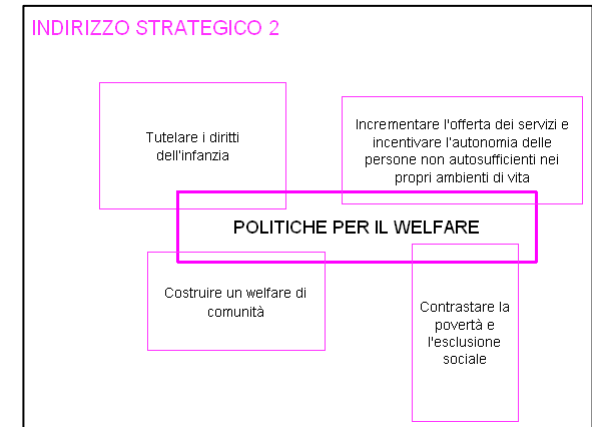 INDIRIZZO STRATEGICO 2
Tutelare i diritti
dell'infanzia
Incrementare l'offerta dei servizi e
incentivare l'autonomia delle
persone non autosufficienti nei
propri ambienti di vita
POLITICHE PER IL WELFARE
Costruire un welfare di
comunità
Contrastare la
povertà e
l'esclusione
sociale